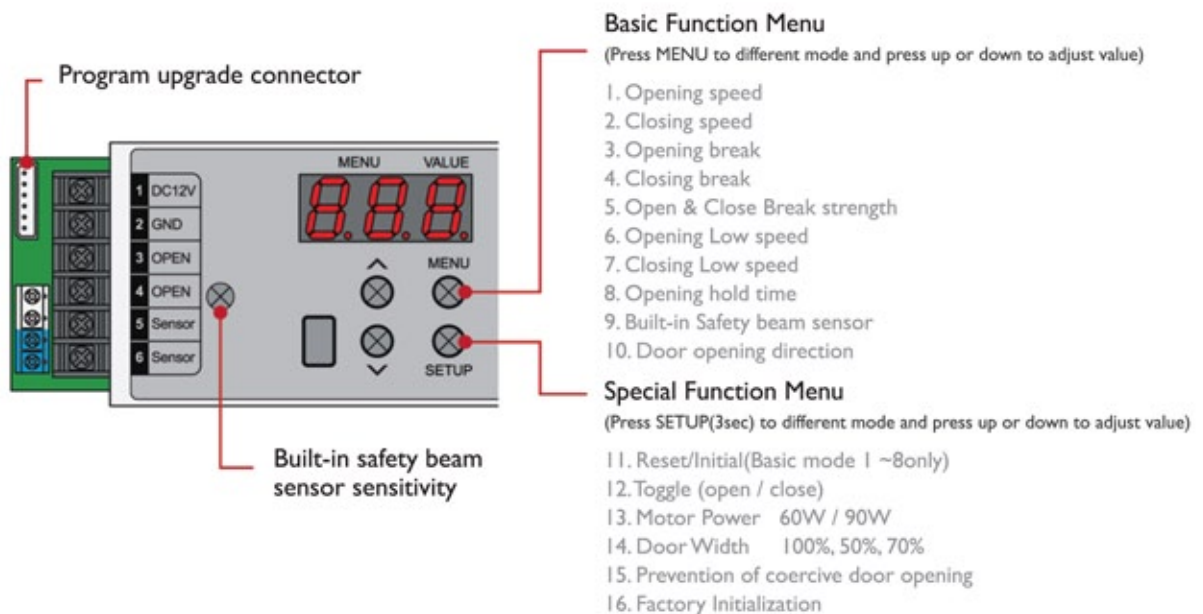 Basic Function Menu
(Press MENU to different mode and press up or down to adjust value)
Program upgrade connector
1. Opening speed
2. Closing speed
3. Opening break
4. Closing break
5. Open & Close Break strength
6. Opening Low speed
7. Closing Low speed
8. Opening hold time
9. Built-in Safety beam sensor
10. Door opening direction
MENU VALUE
8.8.8.
1 DC12V
2 GND
3 OPEN
4 OPEN
5 Sensor
6 Sensor
MENU
SETUP
Special Function Menu
(Press SETUP(3sec) to different mode and press up or down to adjust value)
11. Reset/Initial(Basic mode 1 ~8only)
12. Toggle (open / close)
13. Motor Power 60W / 90W
14. Door Width 100%, 50%, 70%
15. Prevention of coercive door opening
16. Factory Initialization
Built-in safety beam
sensor sensitivity